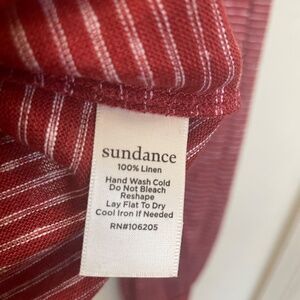 sundance
100% Linen
Hand Wash Cold
Do Not Bleach
Reshape
Lay Flat To Dry
Cool Iron If Needed
RN#106205